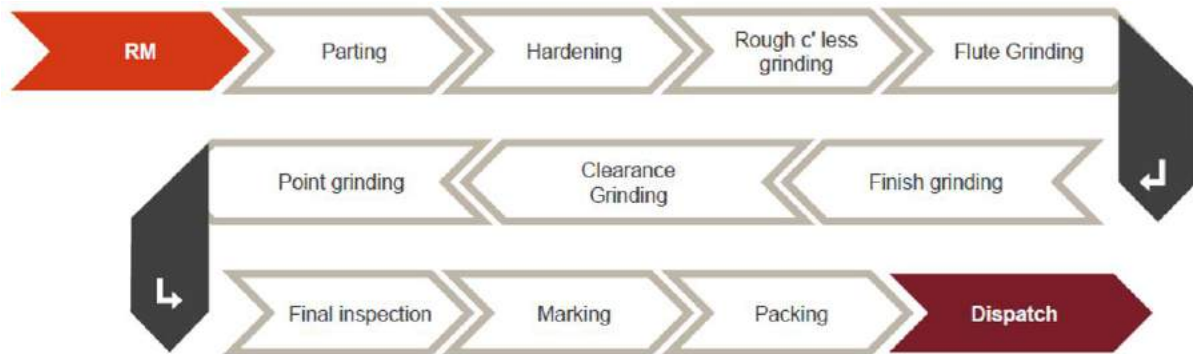 RM
Parting
Hardening
Rough c' less
grinding
Flute Grinding
Finish grinding
Clearance
Grinding
Point grinding
Final inspection
Marking
Packing
Dispatch